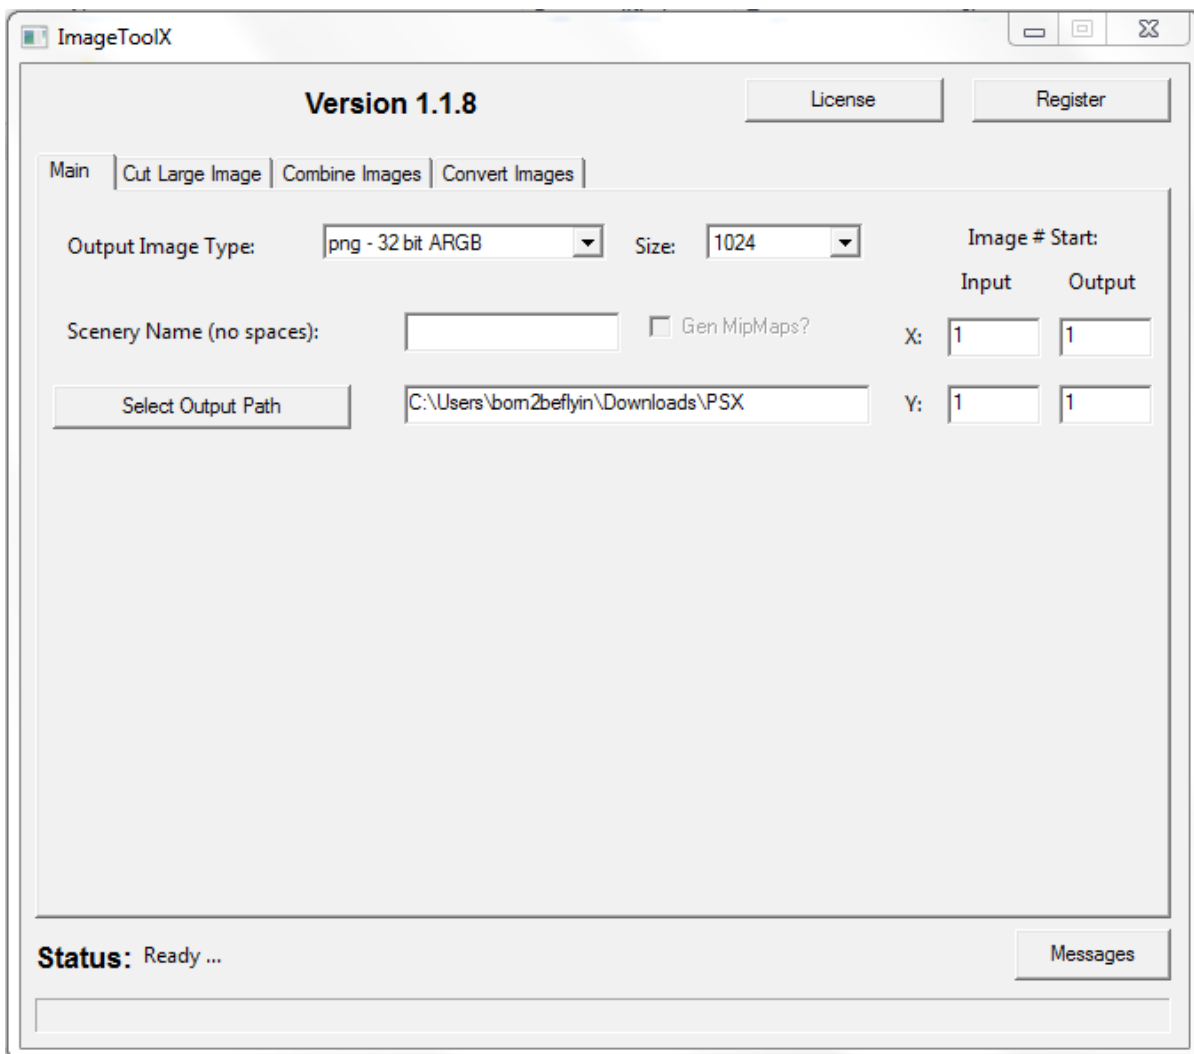 ImageToolX
Version 1.1.8
License
Register
Main
Cut Large Image
Combine Images
Convert Images
Output Image Type:
png - 32 bit ARGB
Size:
1024
Image # Start:
Input
Output
Scenery Name (no spaces):
Gen MipMaps?
X:
1
1
Select Output Path
C:\Users\born2beflyin\Downloads\PSX
Y:
1
1
Status: Ready ...
Messages